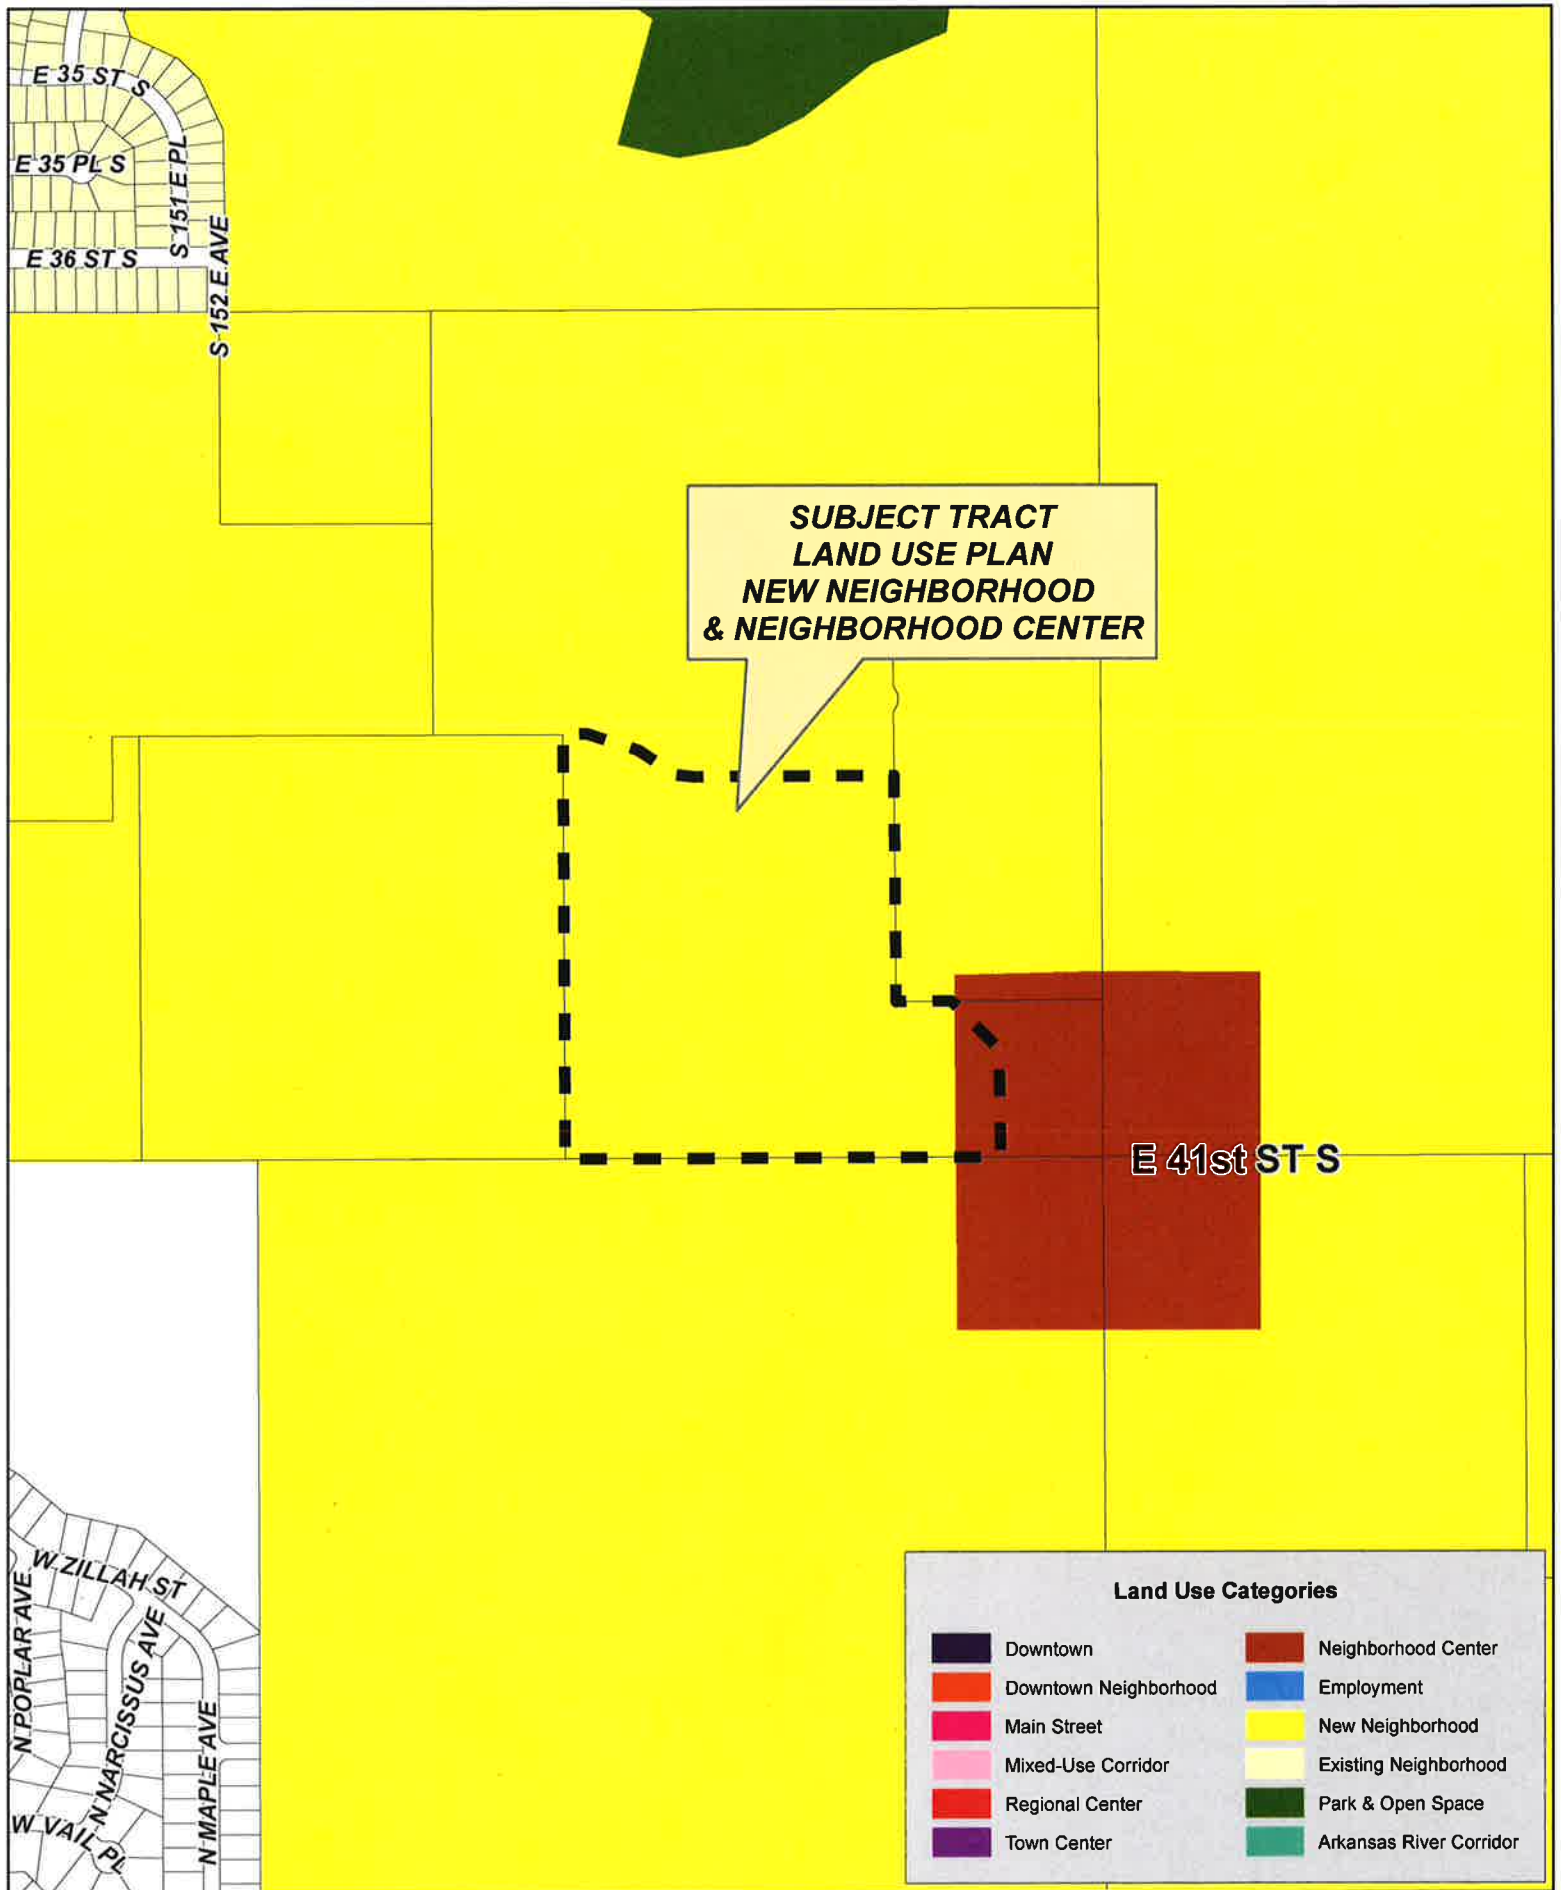 E 35 ST S
E 35 PL S
S 151 E PL
E 36 ST S
S 152 E AVE
SUBJECT TRACT
LAND USE PLAN
NEW NEIGHBORHOOD
& NEIGHBORHOOD CENTER
E 41st ST S
W ZILLAH ST
N POPLAR AVE
N NARCISSUS AVE
N MAPLE AVE
W VAIL PL
Land Use Categories
Downtown
Downtown Neighborhood
Main Street
Mixed-Use Corridor
Regional Center
Town Center
Neighborhood Center
Employment
New Neighborhood
Existing Neighborhood
Park & Open Space
Arkansas River Corridor